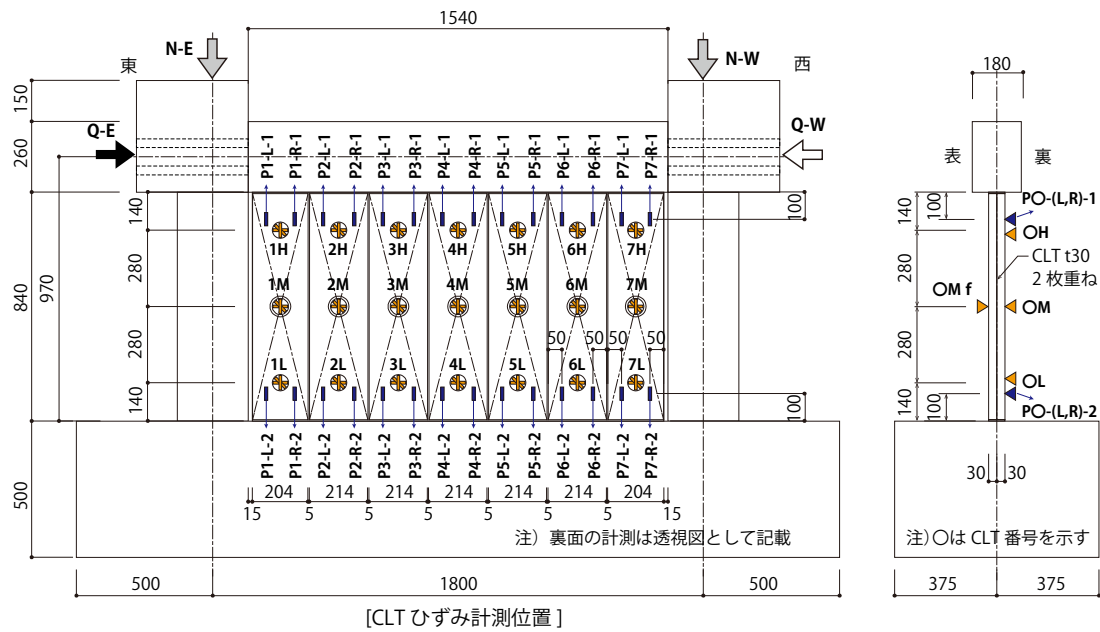 1540
180
N-E
N-W
東
西
150
260
Q-E
Q-W
P1-L-1
P1-R-1
P2-L-1
P2-R-1
P3-L-1
P3-R-1
P4-L-1
P4-R-1
P5-L-1
P5-R-1
P6-L-1
P6-R-1
P7-L-1
P7-R-1
表
裏
840
970
140
280
280
140
100
100
1H
2H
3H
4H
5H
6H
7H
1M
2M
3M
4M
5M
6M
7M
50
50
50
1L
2L
3L
4L
5L
6L
7L
140
280
280
140
100
100
P〇-(L,R)-1
〇H
CLT t30
2 枚重ね
〇M f
〇M
〇L
P〇-(L,R)-2
P1-L-2
P1-R-2
P2-L-2
P2-R-2
P3-L-2
P3-R-2
P4-L-2
P4-R-2
P5-L-2
P5-R-2
P6-L-2
P6-R-2
P7-L-2
P7-R-2
500
204
214
214
214
214
214
204
15
5
5
5
5
5
5
15
30
30
注）裏面の計測は透視図として記載
注)〇は CLT 番号を示す
500
1800
500
375
375
[CLT ひずみ計測位置 ]